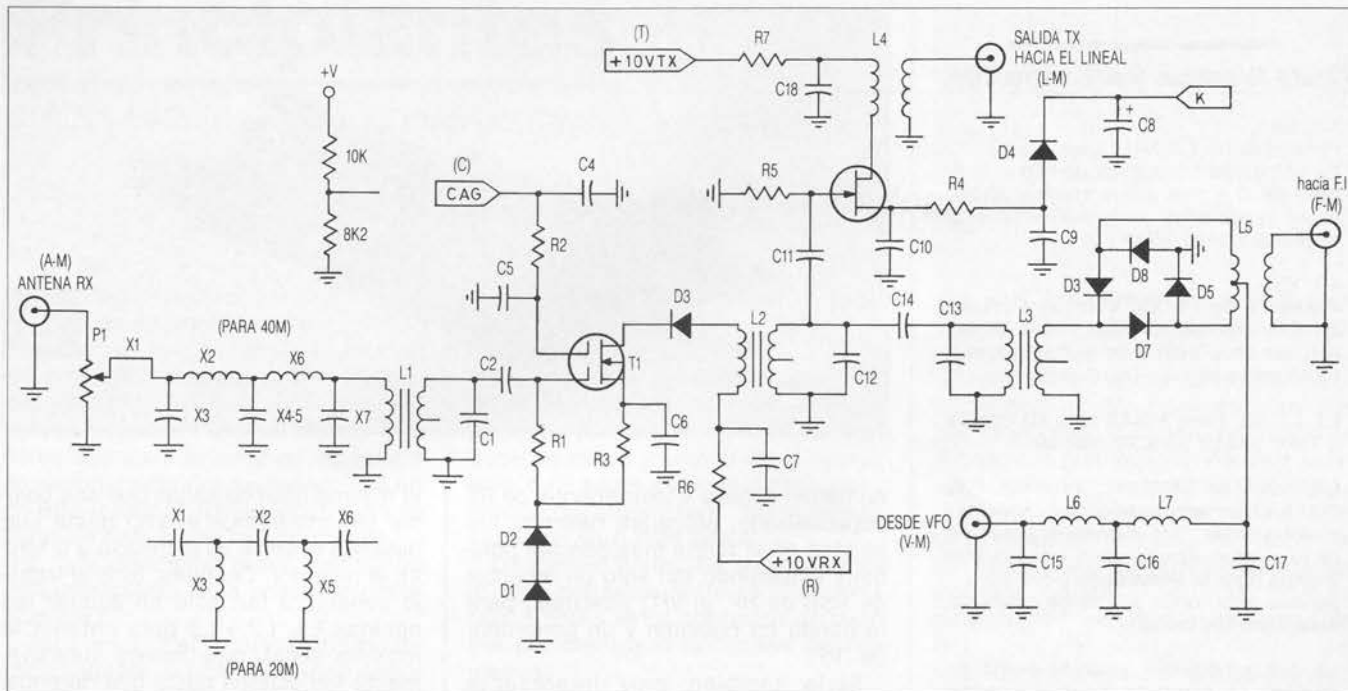 (T)
+10VTX
R7
L4
SALIDA TX
HACIA EL LINEAL
(L-M)
+V
C18
K
+
C8
10K
(C)
CAG
C4
R5
D4
hacia F.I
(F-M)
R4
8K2
R2
C10
C9
L5
(A-M)
ANTENA RX
C5
C11
D8
D3
D3
D5
P1
(PARA 40M)
C14
C13
X1
X2
X6
L1
C2
T1
L2
L3
D7
C12
X3
X4-5
X7
C1
R1
C6
R3
C7
R6
DESDE VFO
(V-M)
L6
L7
X1
X2
X6
D2
+10VRX
(R)
C15
C16
C17
X3
X5
D1
(PARA 20M)